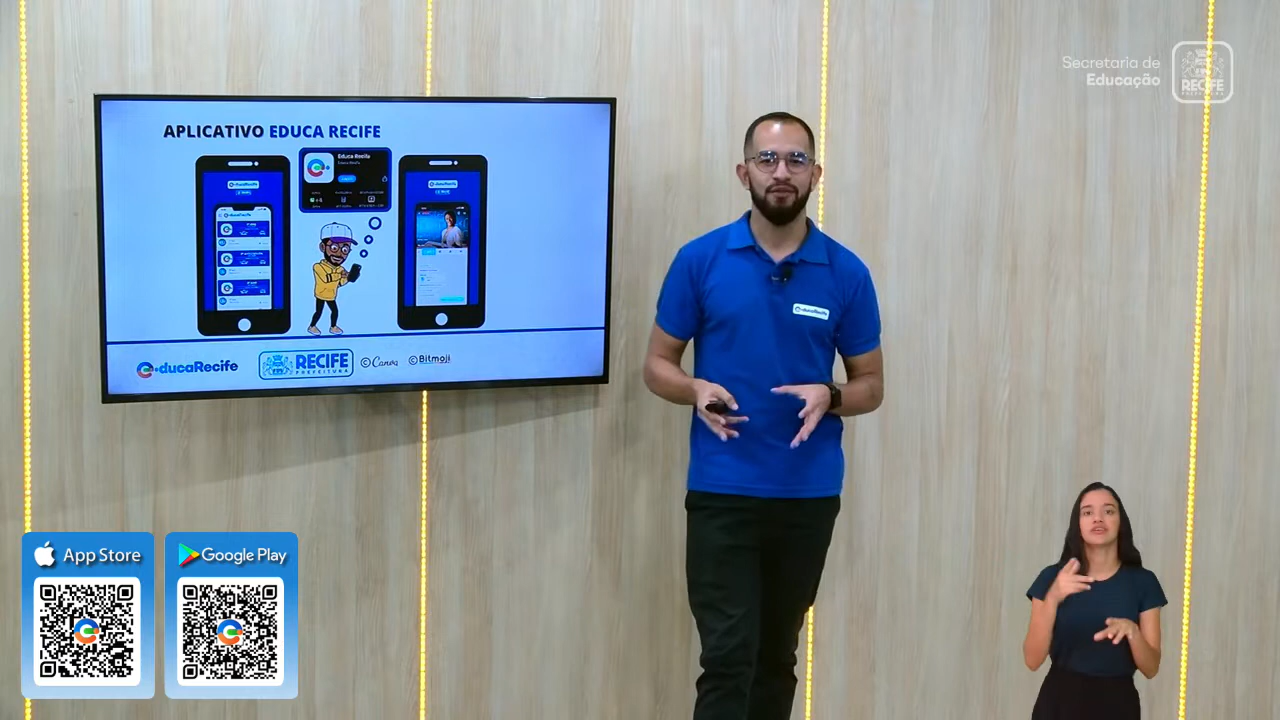 Secretaria de
Educação
RECIFE
PREFEITURA
APLICATIVO EDUCA RECIFE
Educa Recife
ducaRecife
RECIFE
PREFEITURA
© Canva
© Bitmoji
ducaRecife
App Store
Google Play